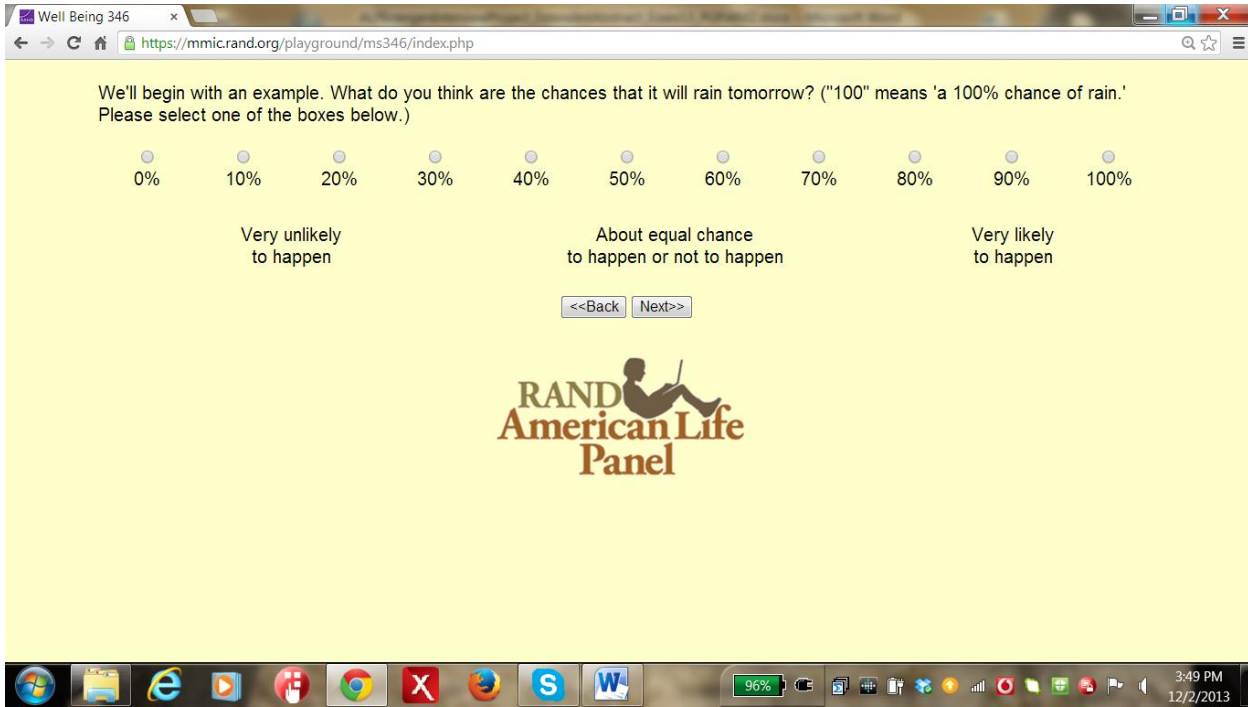 Well Being 346
https://mmic.rand.org/playground/ms346/index.php
We'll begin with an example. What do you think are the chances that it will rain tomorrow? ("100" means 'a 100% chance of rain.'
Please select one of the boxes below.)
0% 10% 20% 30% 40% 50% 60% 70% 80% 90% 100%
Very unlikely About equal chance Very likely
to happen to happen or not to happen to happen
<<Back Next>>
RAND
American Life
Panel
96% 3:49 PM
12/2/2013